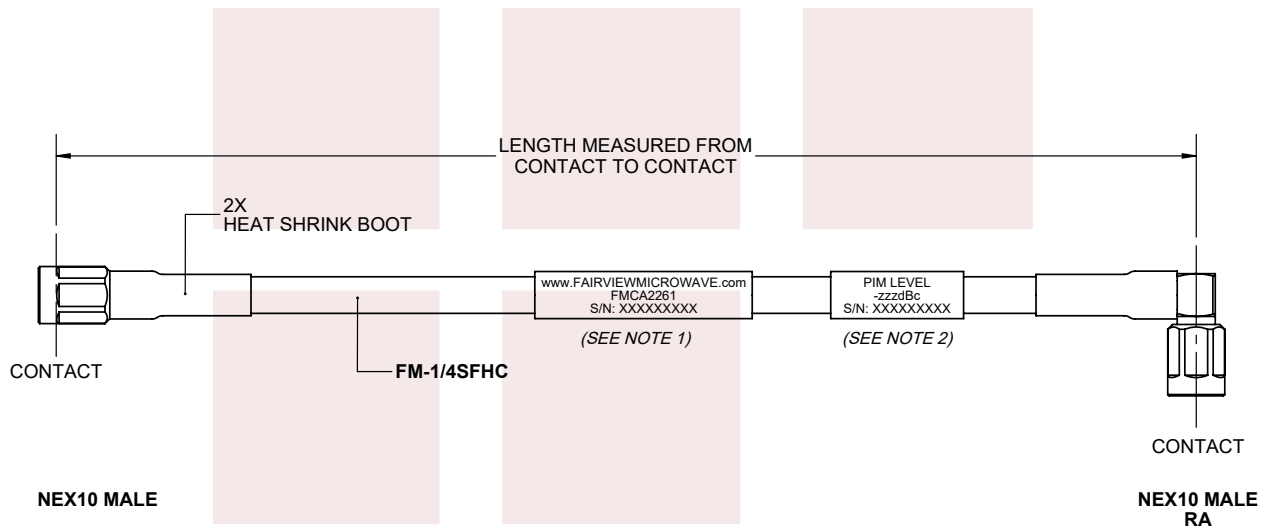 LENGTH MEASURED FROM
CONTACT TO CONTACT
2X
HEAT SHRINK BOOT
www.FAIRVIEWMICROWAVE.com
FMCA2261
S/N: XXXXXXXXX
PIM LEVEL
-zzzdBc
S/N: XXXXXXXXX
(SEE NOTE 1)
(SEE NOTE 2)
CONTACT
FM-1/4SFHC
CONTACT
NEX10 MALE
NEX10 MALE
RA